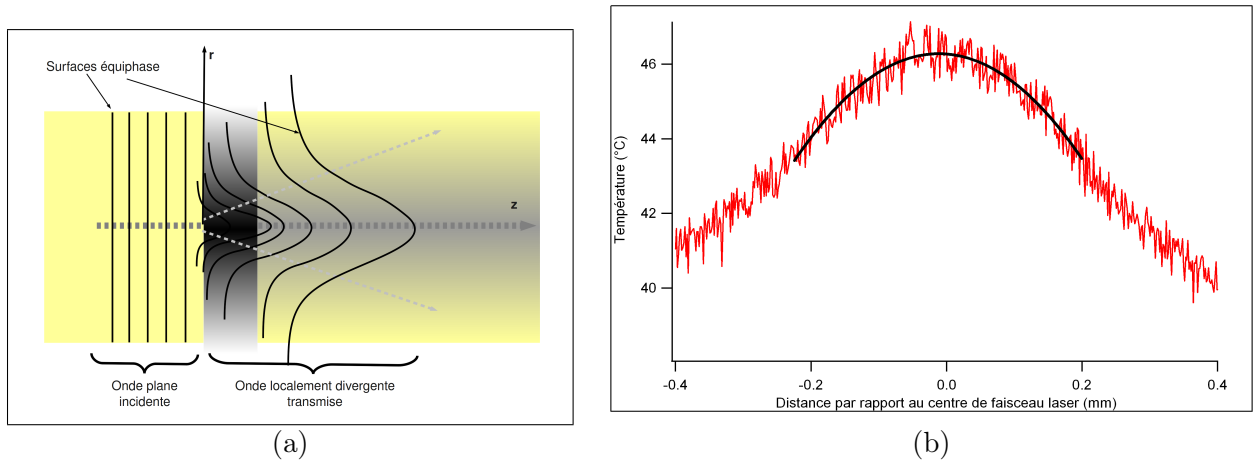 r
Surfaces équiphase
z
Onde plane
incidente
Onde localement divergente
transmise
(a)
Température (°C)
46
44
42
40
-0.4
-0.2
0.0
0.2
0.4
Distance par rapport au centre de faisceau laser (mm)
(b)